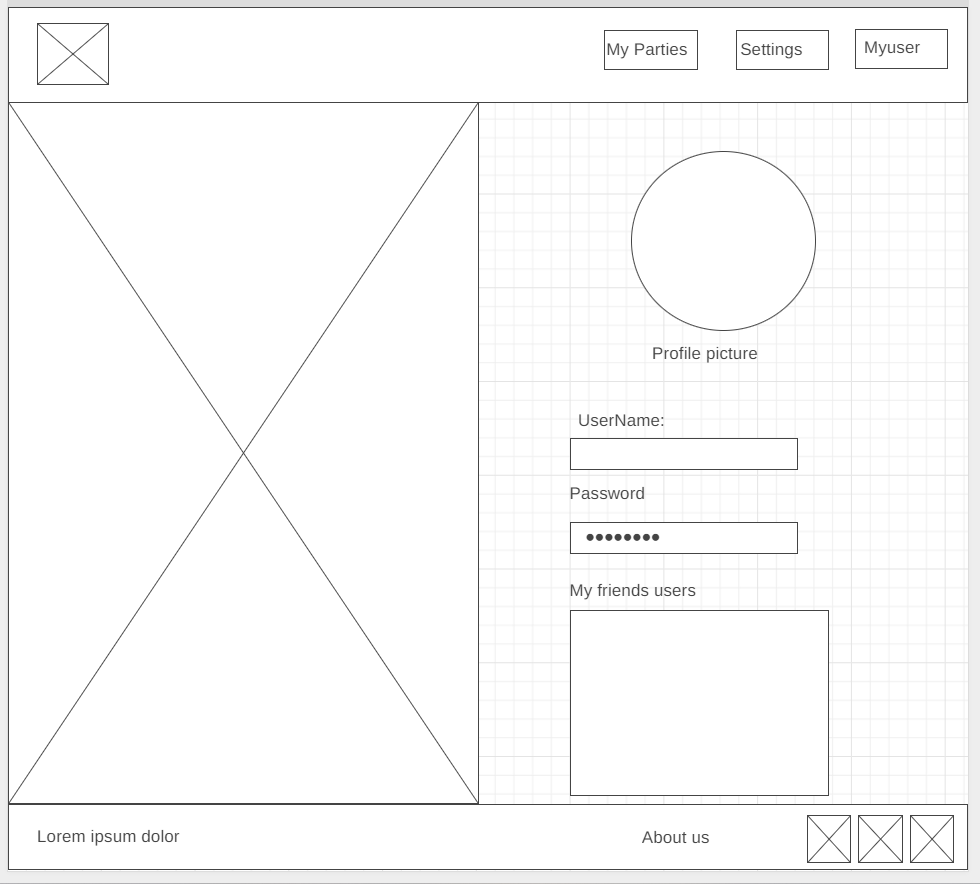 My Parties
Settings
Myuser
Profile picture
UserName:
Password
●●●●●●●●
My friends users
Lorem ipsum dolor
About us